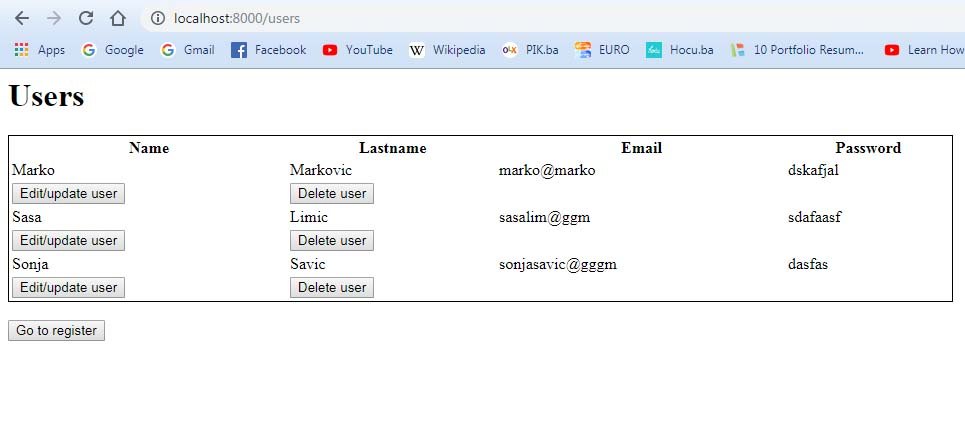 localhost:8000/users
Apps Google Gmail Facebook YouTube Wikipedia PIK.ba EURO Hocu.ba 10 Portfolio Resum... Learn How
Users
Name Lastname Email Password
Marko Markovic marko@marko dskafjal
Edit/update user Delete user
Sasa Limic sasalim@ggm sdafaasf
Edit/update user Delete user
Sonja Savic sonjasavic@gggm dasfas
Edit/update user Delete user
Go to register